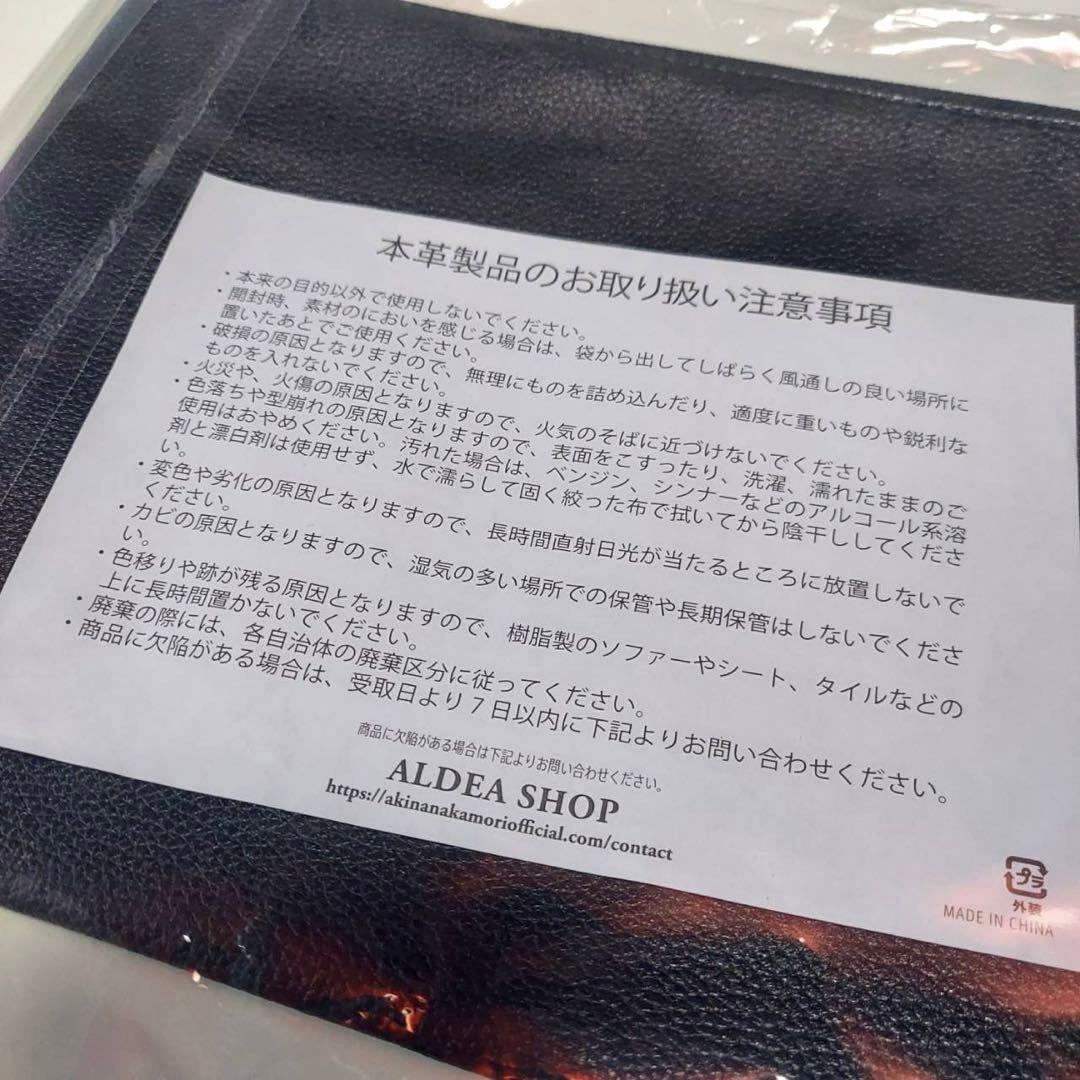 本革製品のお取り扱い注意事項
・本来の目的以外で使用しないでください。
・開封時、素材のにおいを感じる場合は、袋から出してしばらく風通しの良い場所に
置いたあとでご使用ください。
・破損の原因となりますので、無理にものを詰め込んだり、適度に重いものや鋭利な
ものを入れないでください。
・火災や、火傷の原因となりますので、火気のそばに近づけないでください。
・色落ちや型崩れの原因となりますので、表面をこすったり、洗濯、濡れたままのご
使用はおやめください。汚れた場合は、ベンジン、シンナーなどのアルコール系溶
剤と漂白剤は使用せず、水で濡らして固く絞った布で拭いてから陰干ししてくださ
い。
・変色や劣化の原因となりますので、長時間直射日光が当たるところに放置しないで
ください。
・カビの原因となりますので、湿気の多い場所での保管や長期保管はしないでくださ
い。
・色移りや跡が残る原因となりますので、樹脂製のソファーやシート、タイルなどの
上に長時間置かないでください。
・廃棄の際には、各自治体の廃棄区分に従ってください。
・商品に欠陥がある場合は、受取日より7日以内に下記よりお問い合わせください。
商品に欠陥がある場合は下記よりお問い合わせください。
ALDEA SHOP
https://akinanakamoriofficial.com/contact
プラ
外装
MADE IN CHINA